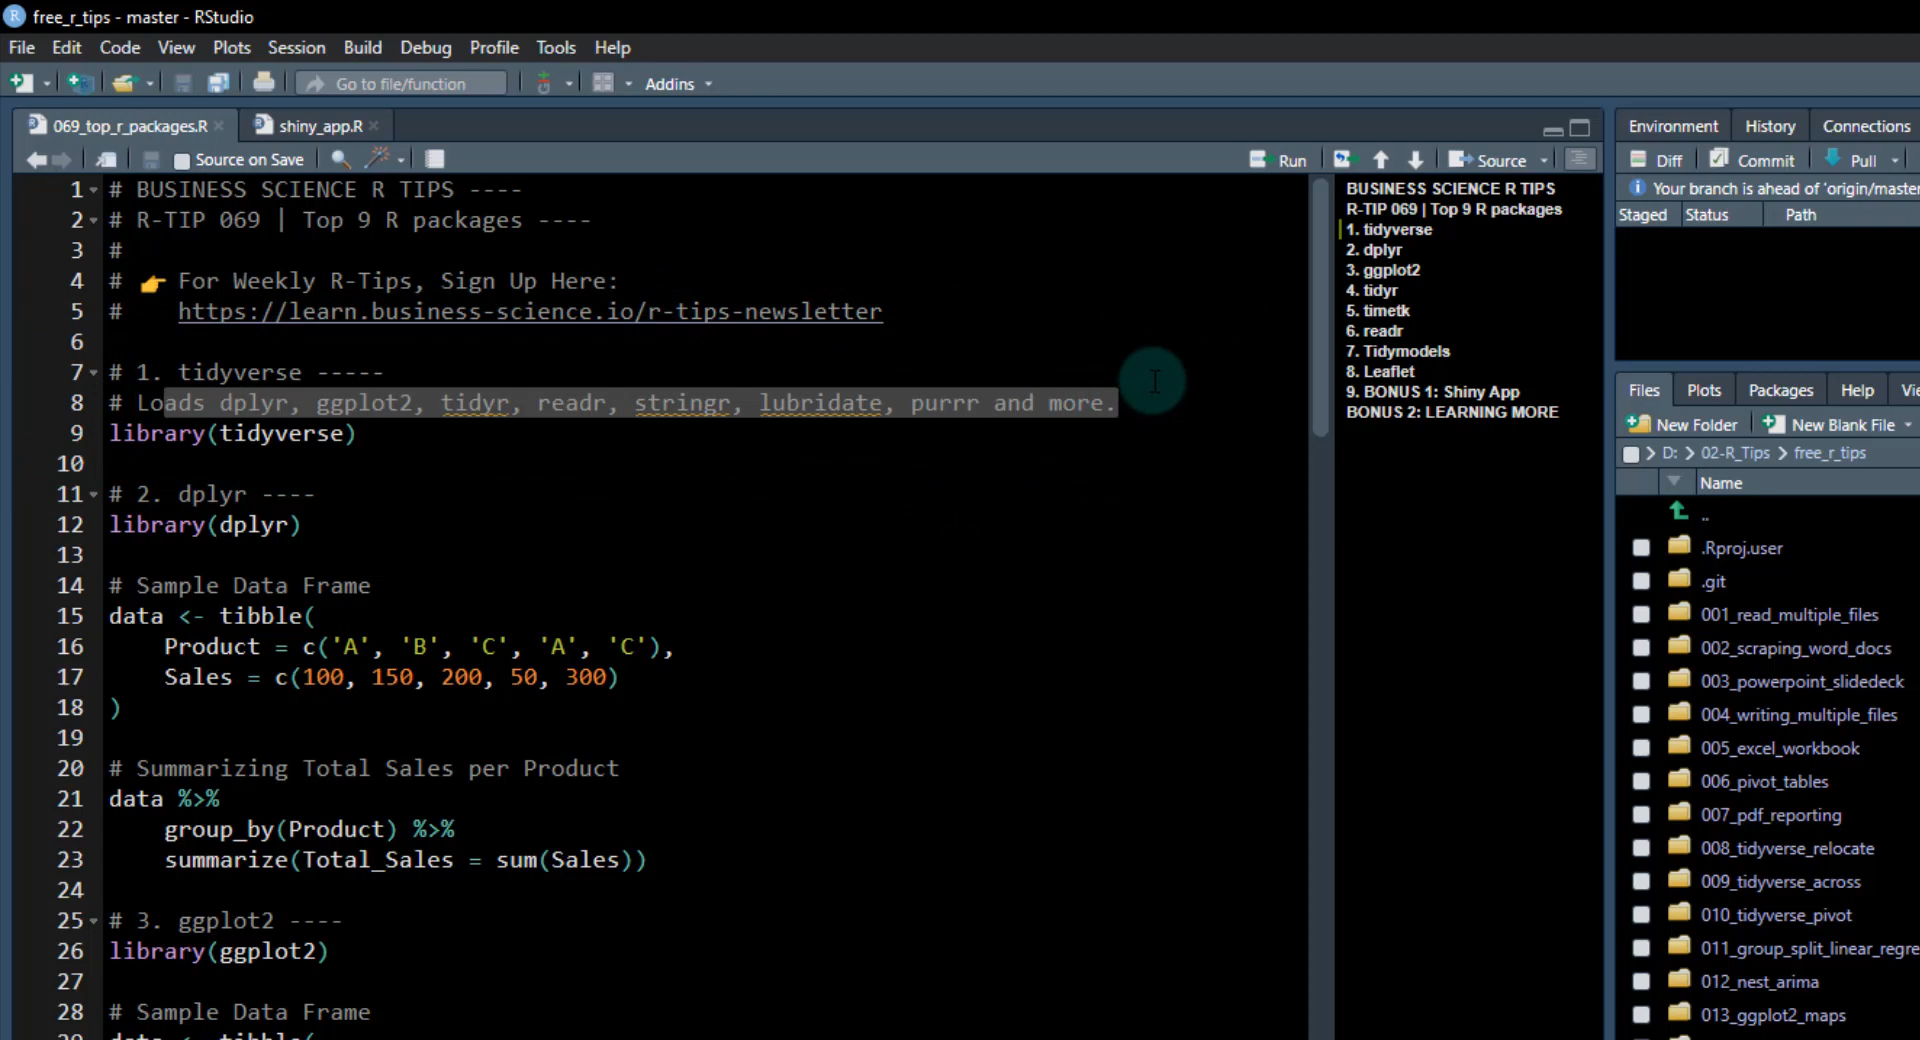 free_r_tips - master - RStudio
File Edit Code View Plots Session Build Debug Profile Tools Help
Go to file/function Addins
069_top_r_packages.R shiny_app.R
Source on Save Run Source
1 # BUSINESS SCIENCE R TIPS ----
2 # R-TIP 069 | Top 9 R packages ----
3 #
4 # 👉 For Weekly R-Tips, Sign Up Here:
5 # https://learn.business-science.io/r-tips-newsletter
6
7 # 1. tidyverse -----
8 # Loads dplyr, ggplot2, tidyr, readr, stringr, lubridate, purrr and more.
9 library(tidyverse)
10
11 # 2. dplyr ----
12 library(dplyr)
13
14 # Sample Data Frame
15 data <- tibble(
16 Product = c('A', 'B', 'C', 'A', 'C'),
17 Sales = c(100, 150, 200, 50, 300)
18 )
19
20 # Summarizing Total Sales per Product
21 data %>%
22 group_by(Product) %>%
23 summarize(Total_Sales = sum(Sales))
24
25 # 3. ggplot2 ----
26 library(ggplot2)
27
28 # Sample Data Frame
BUSINESS SCIENCE R TIPS
R-TIP 069 | Top 9 R packages
1. tidyverse
2. dplyr
3. ggplot2
4. tidyr
5. timetk
6. readr
7. Tidymodels
8. Leaflet
9. BONUS 1: Shiny App
BONUS 2: LEARNING MORE
Environment History Connections
Diff Commit Pull
Your branch is ahead of 'origin/master
Staged Status Path
Files Plots Packages Help Vi
New Folder New Blank File
D: > 02-R_Tips > free_r_tips
Name
..
.Rproj.user
.git
001_read_multiple_files
002_scraping_word_docs
003_powerpoint_slidedeck
004_writing_multiple_files
005_excel_workbook
006_pivot_tables
007_pdf_reporting
008_tidyverse_relocate
009_tidyverse_across
010_tidyverse_pivot
011_group_split_linear_regre
012_nest_arima
013_ggplot2_maps